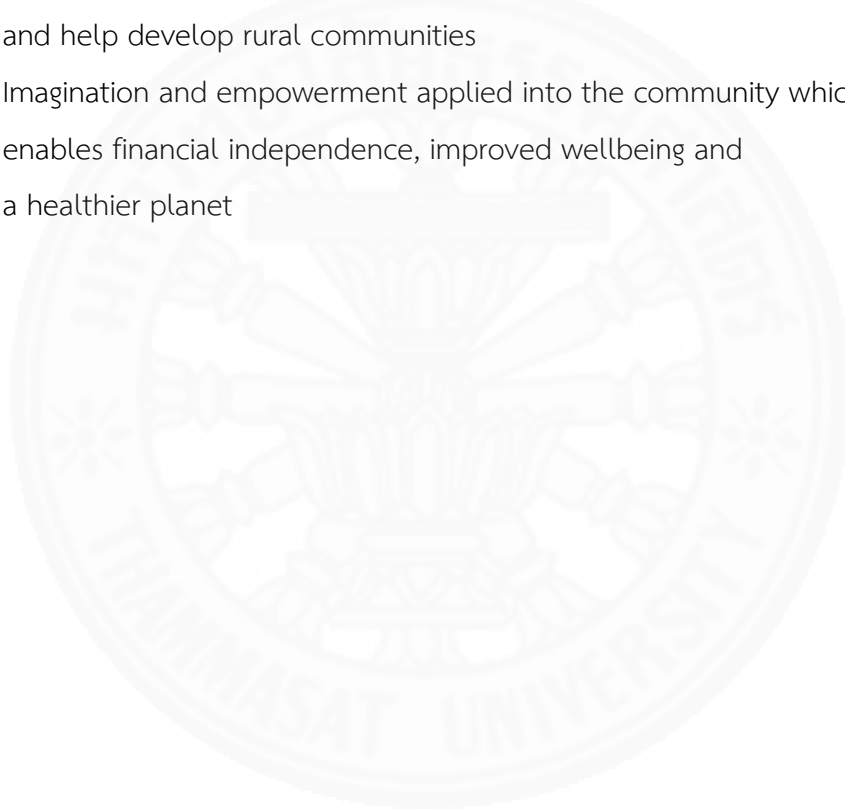 and help develop rural communities
Imagination and empowerment applied into the community whic
enables financial independence, improved wellbeing and
a healthier planet
THAMMASAT UNIVERSITY